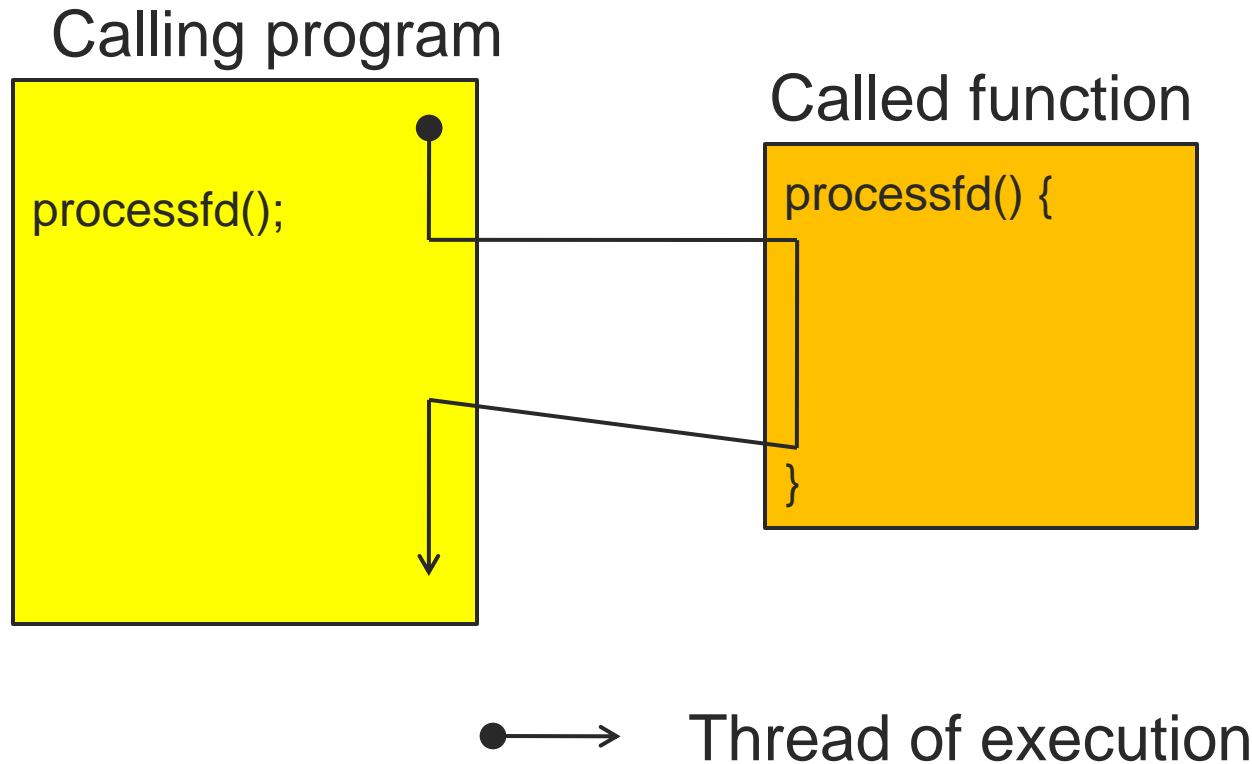 Calling program
Called function
processfd();
processfd() {
}
Thread of execution